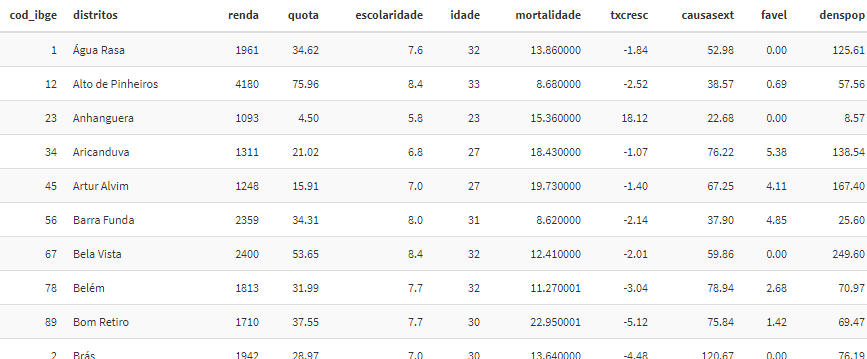 cod_ibge distritos renda quota escolaridade idade mortalidade txcresc causasext favel denspop
1 Água Rasa 1961 34.62 7.6 32 13.860000 -1.84 52.98 0.00 125.61
12 Alto de Pinheiros 4180 75.96 8.4 33 8.680000 -2.52 38.57 0.69 57.56
23 Anhanguera 1093 4.50 5.8 23 15.360000 18.12 22.68 0.00 8.57
34 Aricanduva 1311 21.02 6.8 27 18.430000 -1.07 76.22 5.38 138.54
45 Artur Alvim 1248 15.91 7.0 27 19.730000 -1.40 67.25 4.11 167.40
56 Barra Funda 2359 34.31 8.0 31 8.620000 -2.14 37.90 4.85 25.60
67 Bela Vista 2400 53.65 8.4 32 12.410000 -2.01 59.86 0.00 249.60
78 Belém 1813 31.99 7.7 32 11.270001 -3.04 78.94 2.68 70.97
89 Bom Retiro 1710 37.55 7.7 30 22.950001 -5.12 75.84 1.42 69.47
2 Brás 1942 28.97 7.0 30 13.640000 -4.48 120.67 0.00 76.19